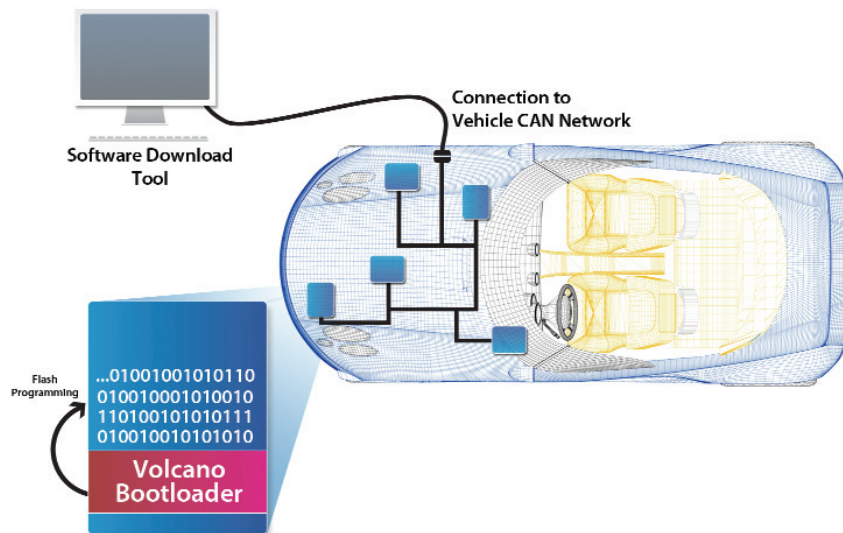 Connection to
Vehicle CAN Network
Software Download
Tool
Flash
Programming
...01001001010110
010010001010010
110100101010111
010010010101010
Volcano
Bootloader